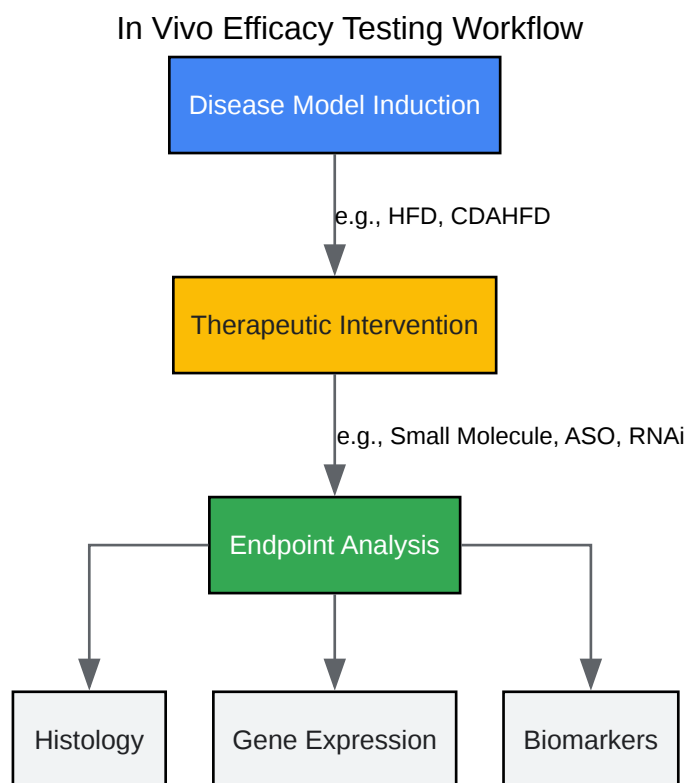 In Vivo Efficacy Testing Workflow
Disease Model Induction
e.g., HFD, CDAHFD
Therapeutic Intervention
e.g., Small Molecule, ASO, RNAi
Endpoint Analysis
Histology
Gene Expression
Biomarkers